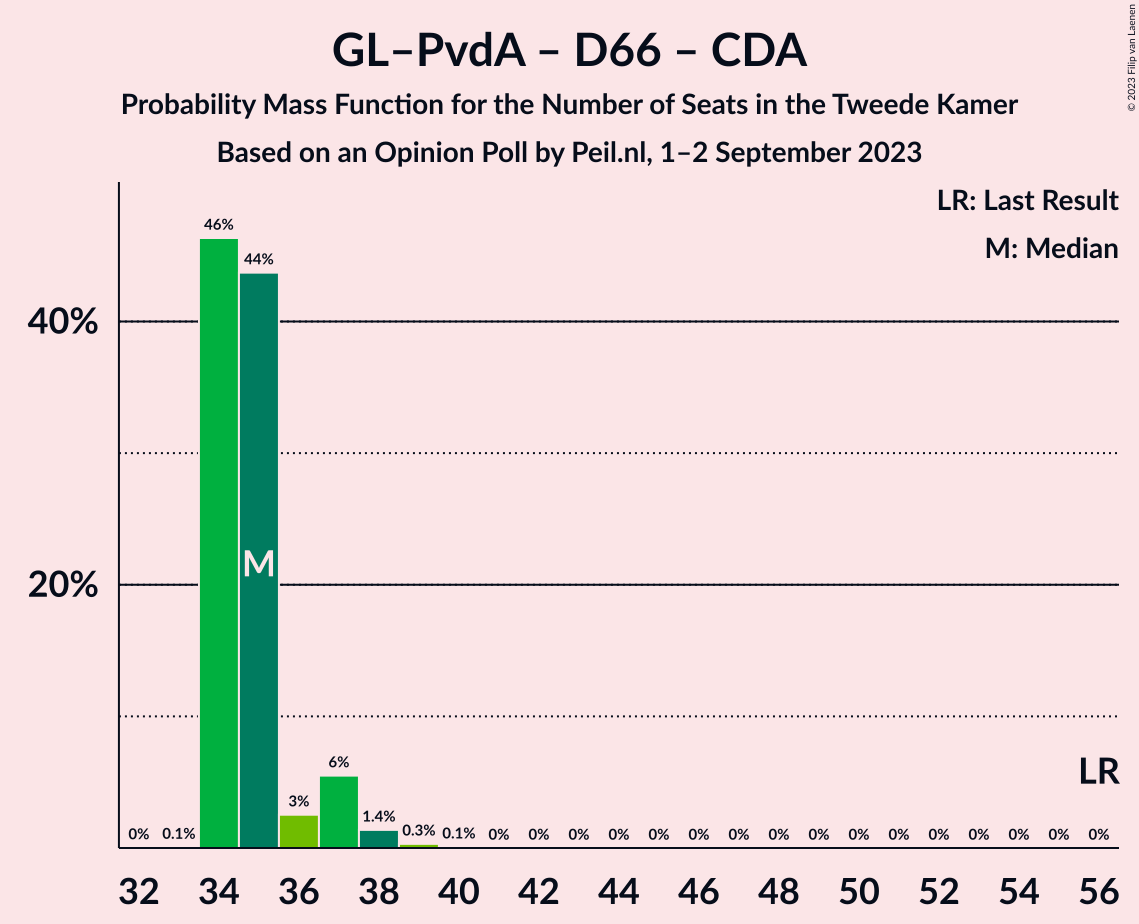 GL–PvdA – D66 – CDA
Probability Mass Function for the Number of Seats in the Tweede Kamer
Based on an Opinion Poll by Peil.nl, 1–2 September 2023
© 2023 Filip van Laenen
LR: Last Result
M: Median
40%
20%
46%
44%
M
3%
6%
1.4%
LR
0% 0.1% 0.3% 0.1% 0% 0% 0% 0% 0% 0% 0% 0% 0% 0% 0% 0% 0% 0% 0% 0%
32 34 36 38 40 42 44 46 48 50 52 54 56